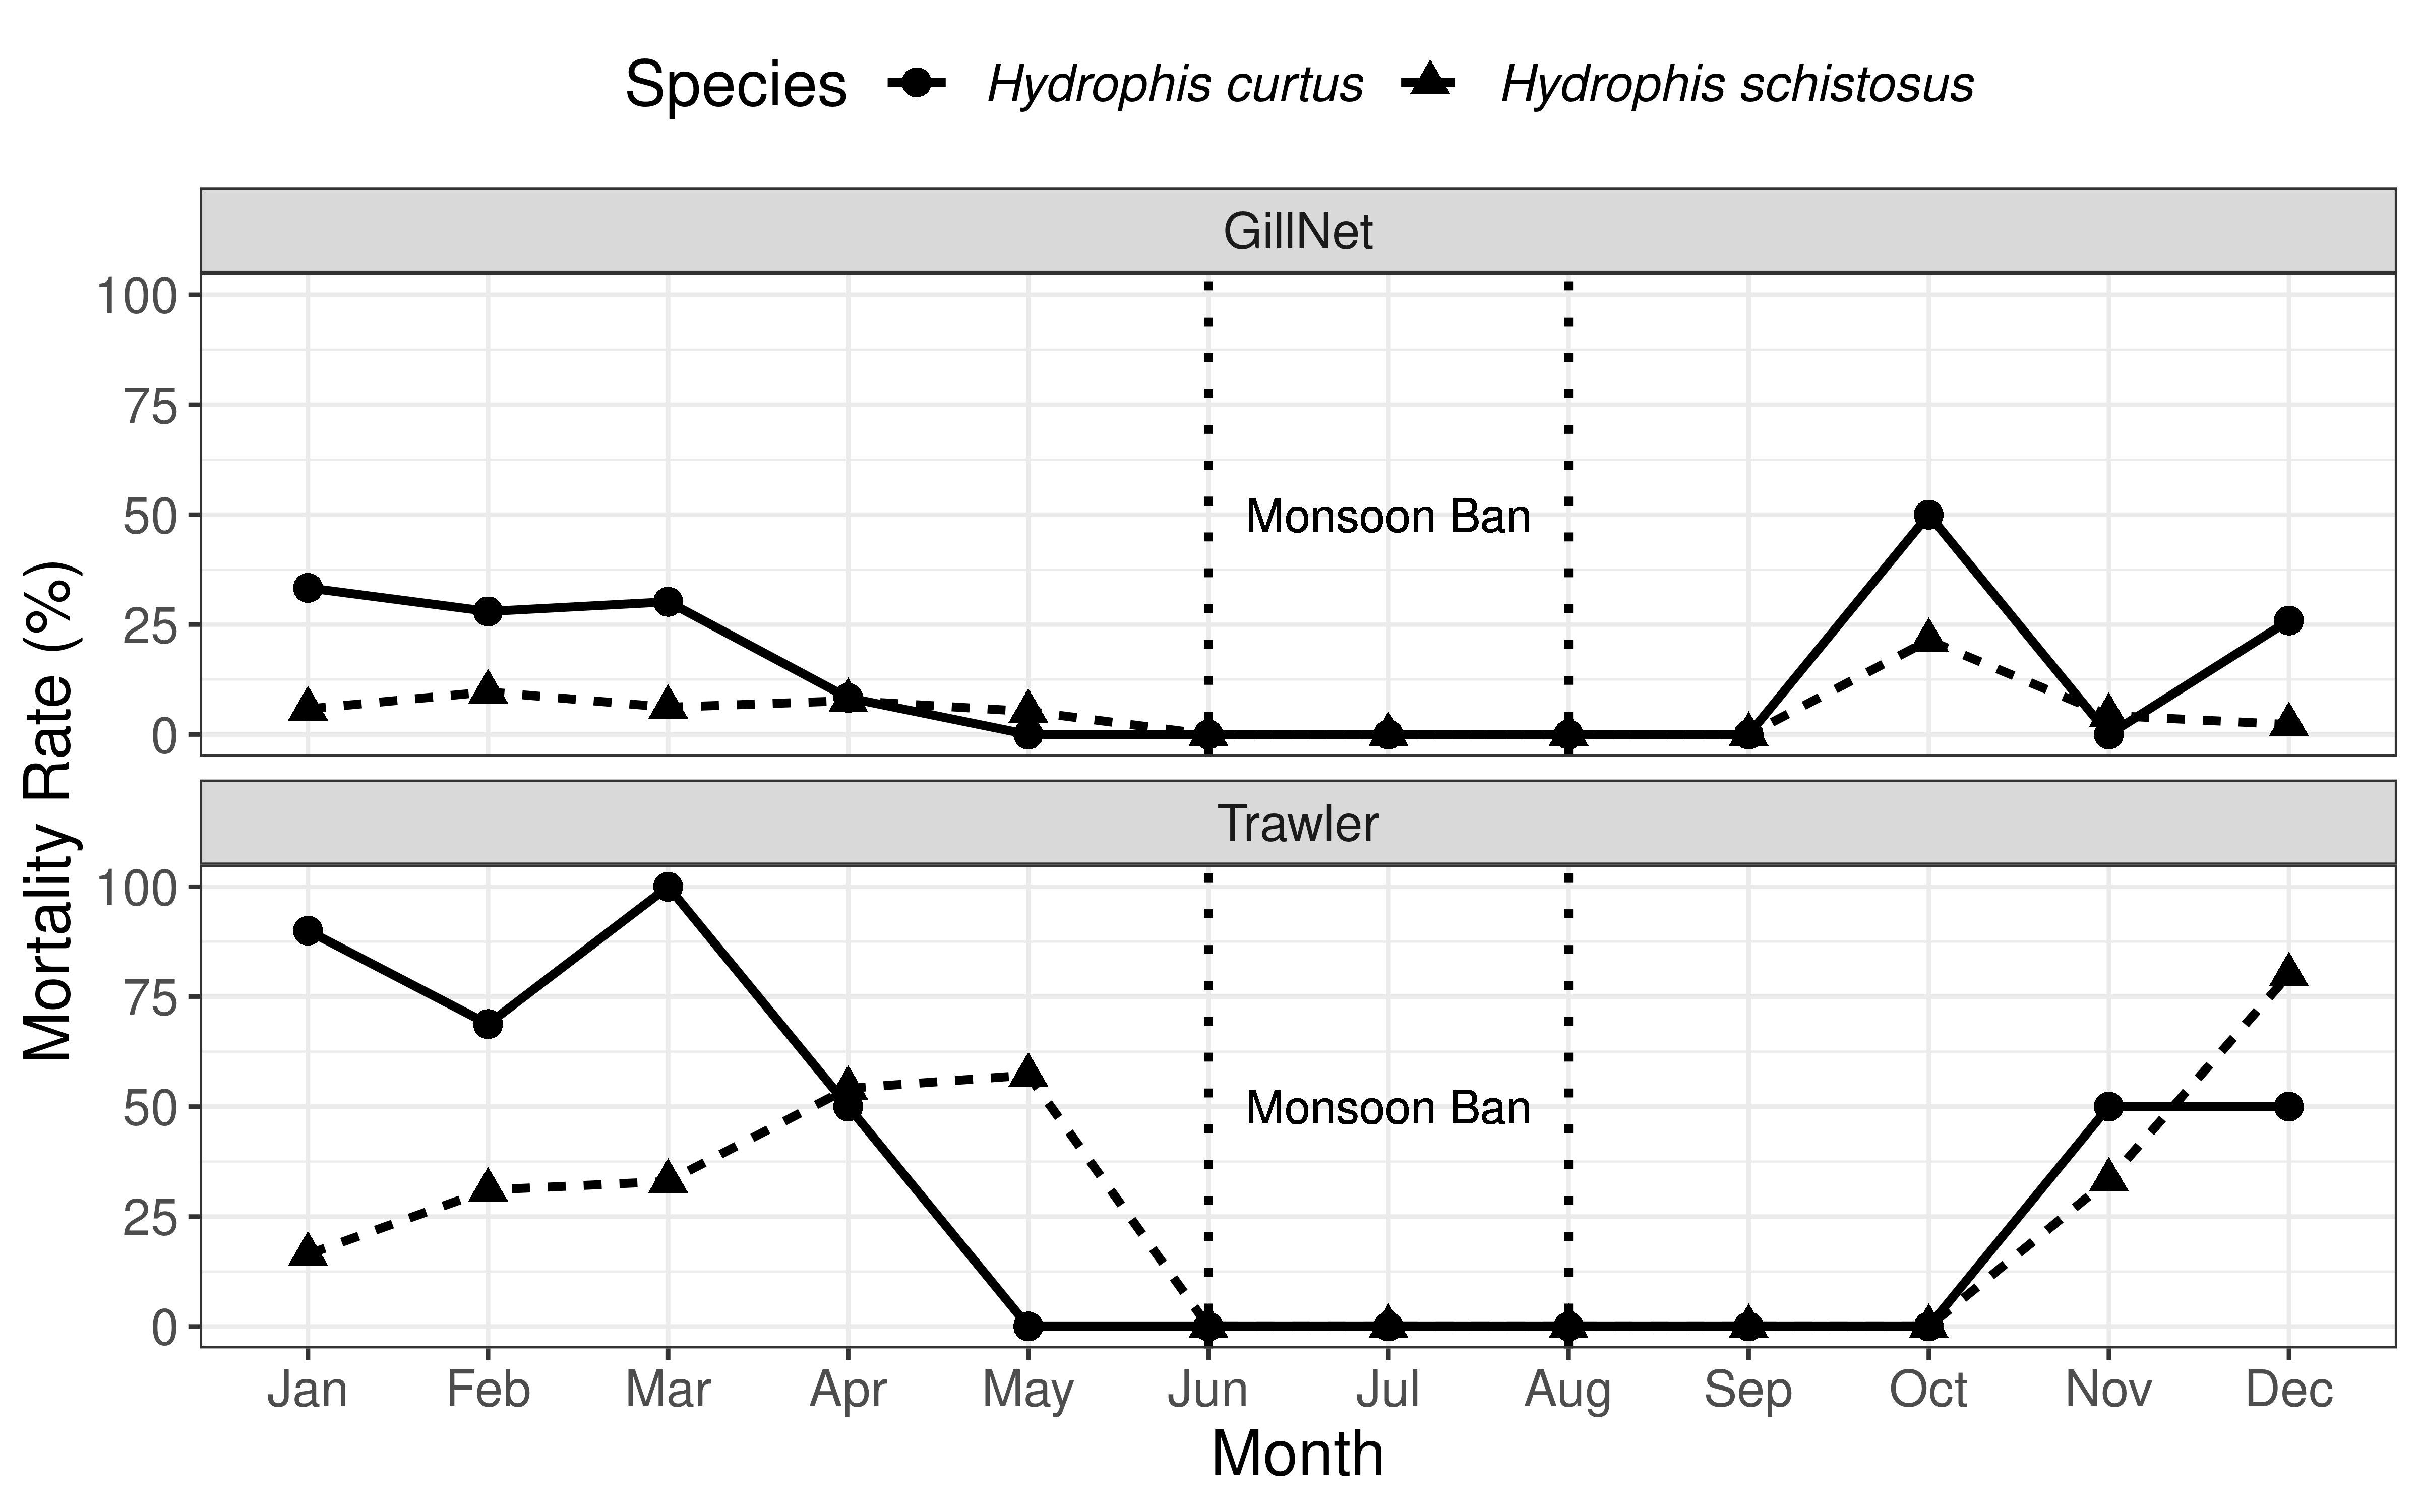 Species Hydrophis curtus Hydrophis schistosus
GillNet
100
75
50
25
0
Monsoon Ban
Trawler
100
75
50
25
0
Monsoon Ban
Mortality Rate (%)
Jan Feb Mar Apr May Jun Jul Aug Sep Oct Nov Dec
Month